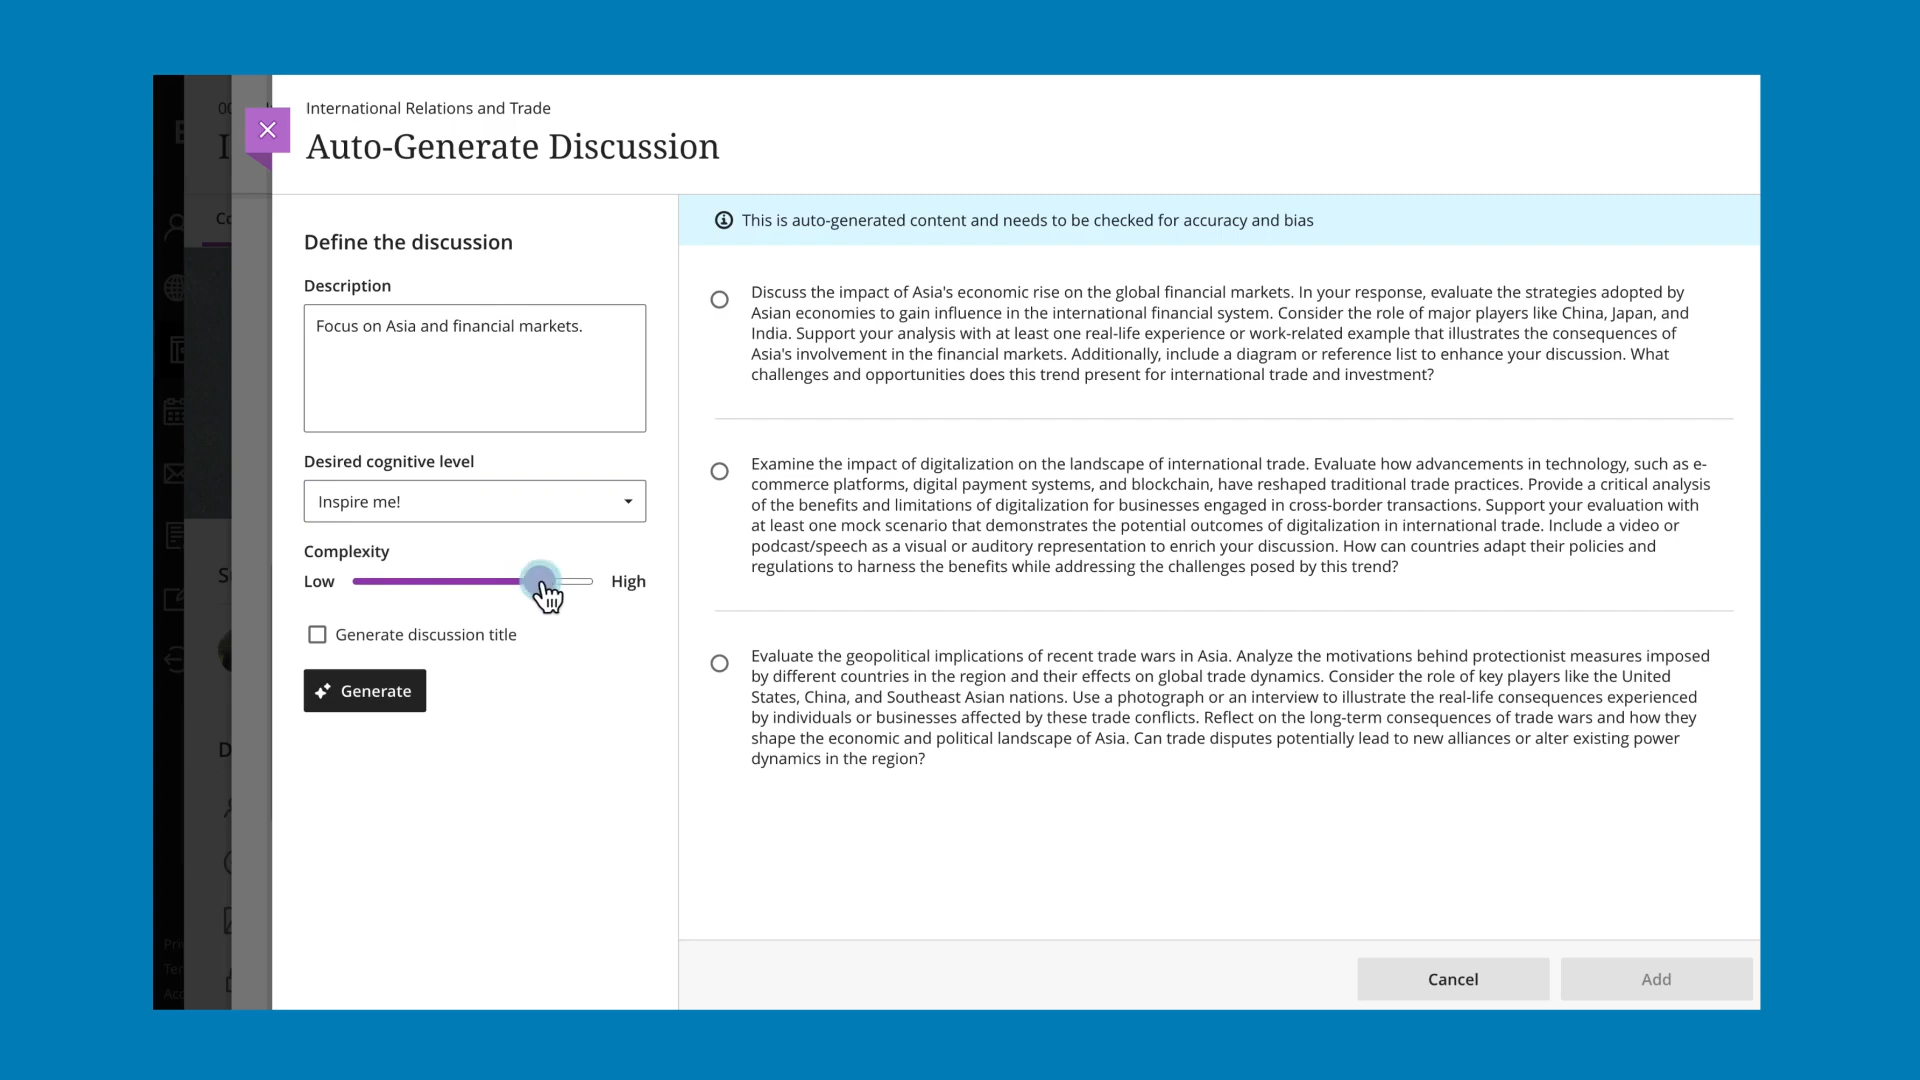 International Relations and Trade
Auto-Generate Discussion
Define the discussion
Description
Focus on Asia and financial markets.
Desired cognitive level
Inspire me!
Complexity
Low
High
Generate discussion title
Generate
This is auto-generated content and needs to be checked for accuracy and bias
Discuss the impact of Asia's economic rise on the global financial markets. In your response, evaluate the strategies adopted by
Asian economies to gain influence in the international financial system. Consider the role of major players like China, Japan, and
India. Support your analysis with at least one real-life experience or work-related example that illustrates the consequences of
Asia's involvement in the financial markets. Additionally, include a diagram or reference list to enhance your discussion. What
challenges and opportunities does this trend present for international trade and investment?
Examine the impact of digitalization on the landscape of international trade. Evaluate how advancements in technology, such as e-
commerce platforms, digital payment systems, and blockchain, have reshaped traditional trade practices. Provide a critical analysis
of the benefits and limitations of digitalization for businesses engaged in cross-border transactions. Support your evaluation with
at least one mock scenario that demonstrates the potential outcomes of digitalization in international trade. Include a video or
podcast/speech as a visual or auditory representation to enrich your discussion. How can countries adapt their policies and
regulations to harness the benefits while addressing the challenges posed by this trend?
Evaluate the geopolitical implications of recent trade wars in Asia. Analyze the motivations behind protectionist measures imposed
by different countries in the region and their effects on global trade dynamics. Consider the role of key players like the United
States, China, and Southeast Asian nations. Use a photograph or an interview to illustrate the real-life consequences experienced
by individuals or businesses affected by these trade conflicts. Reflect on the long-term consequences of trade wars and how they
shape the economic and political landscape of Asia. Can trade disputes potentially lead to new alliances or alter existing power
dynamics in the region?
Cancel
Add